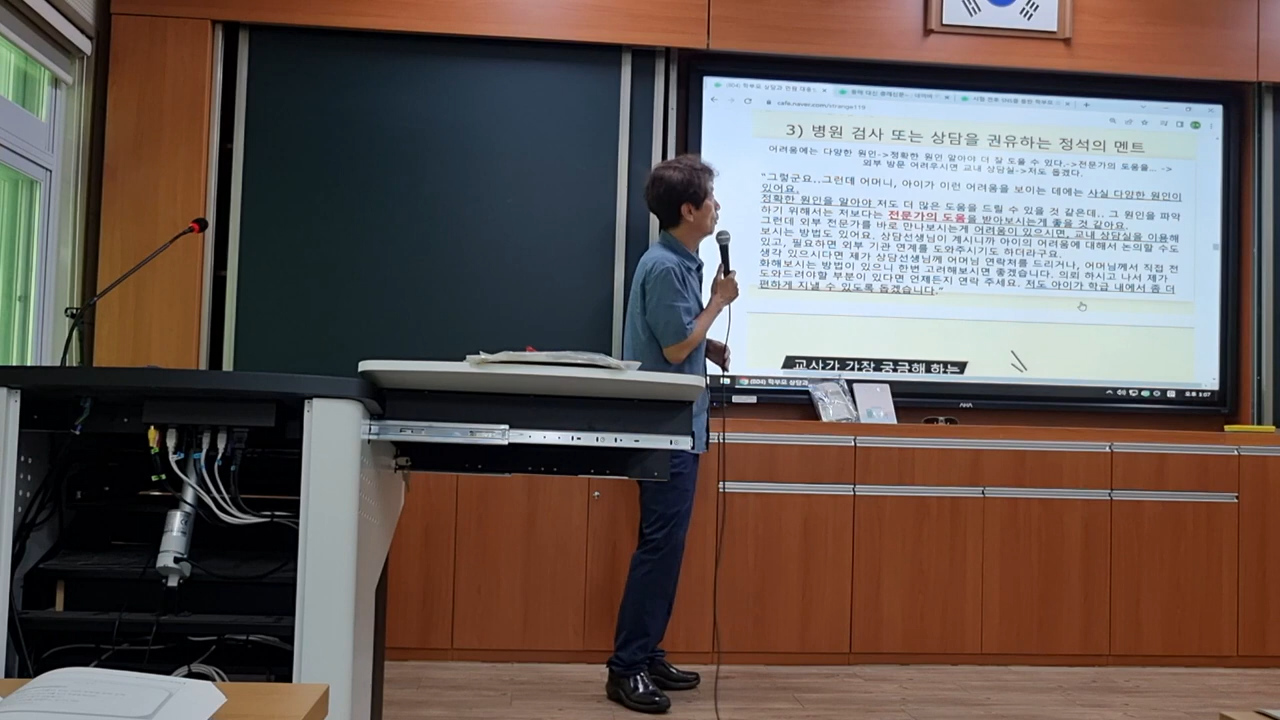 cafe.naver.com/strange119
3) 병원 검사 또는 상담을 권유하는 정석의 멘트
어려움에는 다양한 원인->정확한 원인 알아야 더 잘 도울 수 있다.->전문가의 도움을... ->
외부 방문 어려우시면 교내 상담실->저도 돕겠다.
"그렇군요..그런데 어머니, 아이가 이런 어려움을 보이는 데에는 사실 다양한 원인이
있어요.
정확한 원인을 알아야 저도 더 많은 도움을 드릴 수 있을 것 같은데.. 그 원인을 파악
하기 위해서는 저보다는 전문가의 도움을 받아보시는게 좋을 것 같아요.
그런데 외부 전문가를 바로 만나보시는게 어려움이 있으시면, 교내 상담실을 이용해
보시는 방법도 있어요. 상담선생님이 계시니까 아이의 어려움에 대해서 논의할 수도
있고, 필요하면 외부 기관 연계를 도와주시기도 하더라구요.
생각 있으시다면 제가 상담선생님께 어머님 연락처를 드리거나, 어머님께서 직접 전
화해보시는 방법이 있으니 한번 고려해보시면 좋겠습니다. 의뢰 하시고 나서 제가
도와드려야할 부분이 있다면 언제든지 연락 주세요. 저도 아이가 학급 내에서 좀 더
편하게 지낼 수 있도록 돕겠습니다."
교사가 가장 궁금해 하는
오후 3:07